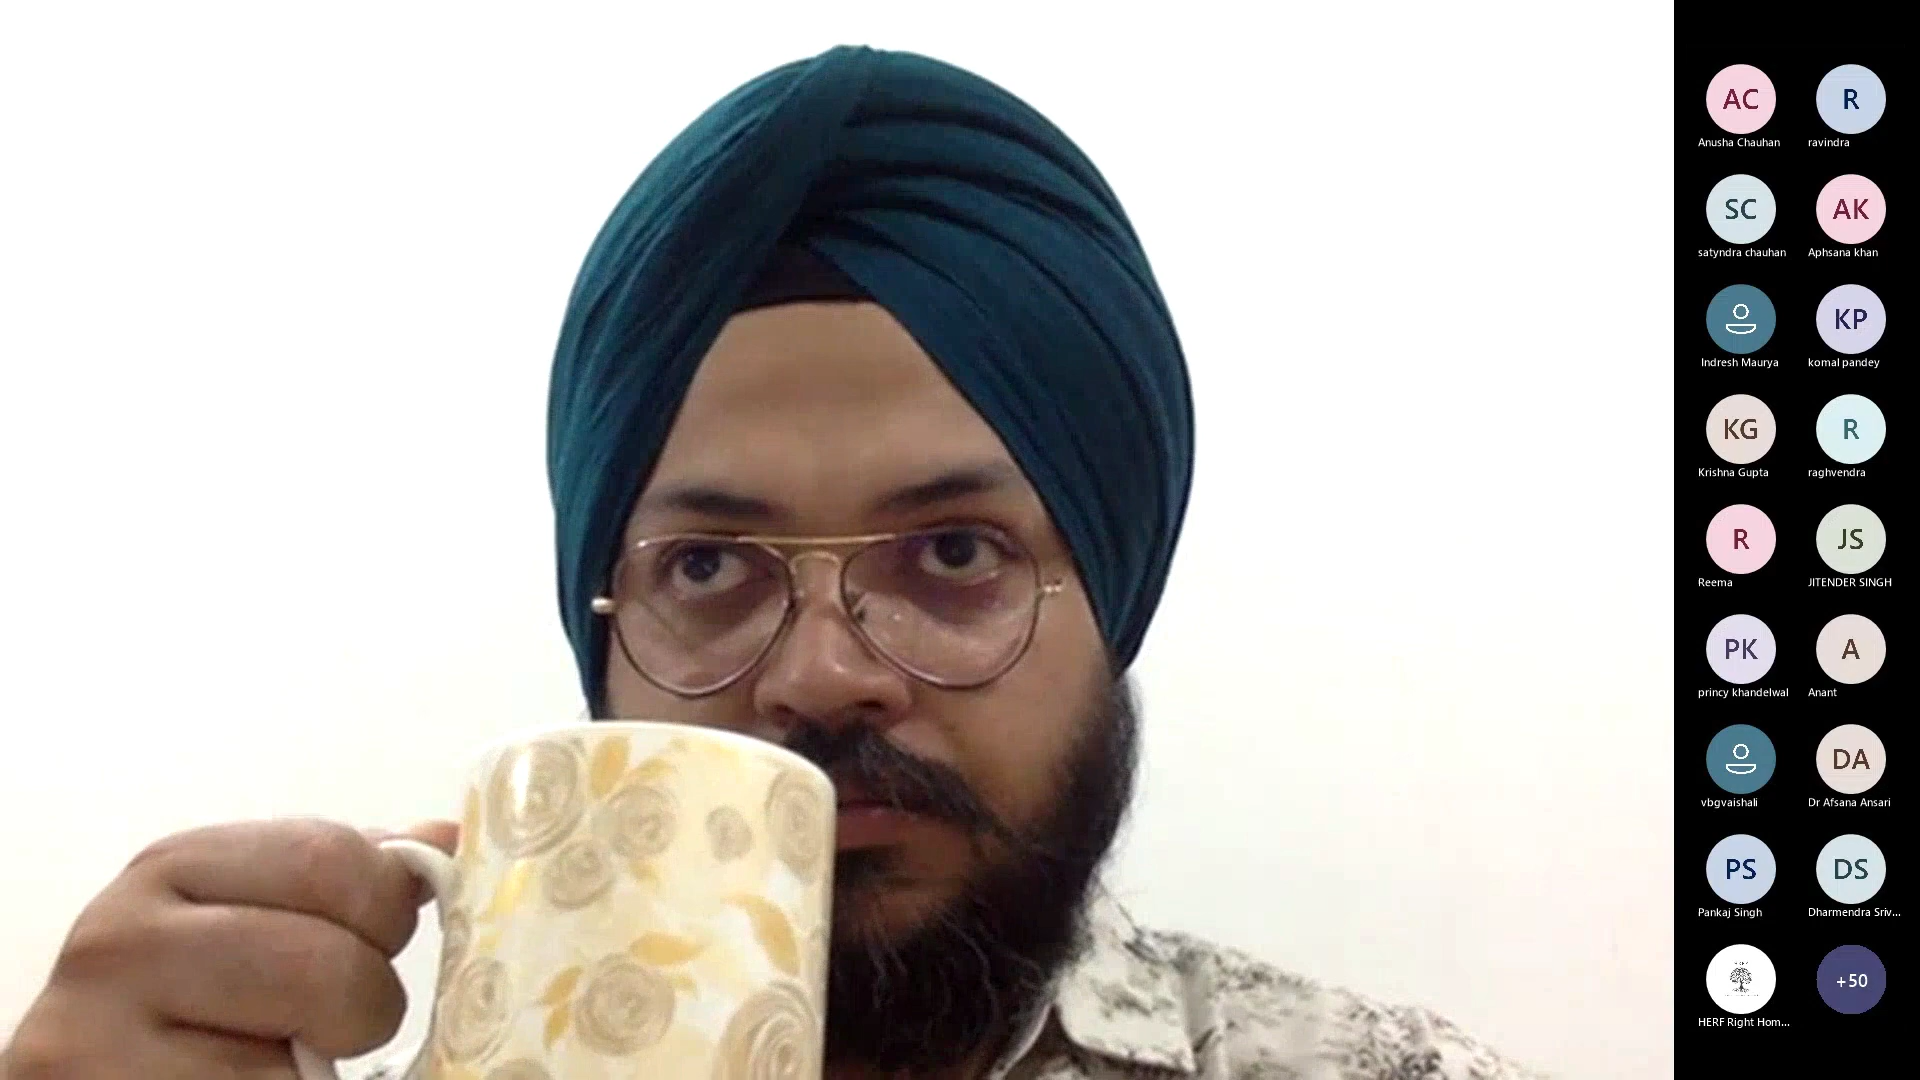 AC
R
Anusha Chauhan
ravindra
SC
AK
satyndra chauhan
Aphsana khan
KP
Indresh Maurya
komal pandey
KG
R
Krishna Gupta
raghvendra
R
JS
Reema
JITENDER SINGH
PK
A
princy khandelwal
Anant
DA
vbgvaishali
Dr Afsana Ansari
PS
DS
Pankaj Singh
Dharmendra Sriv...
+50
HERF Right Hom...